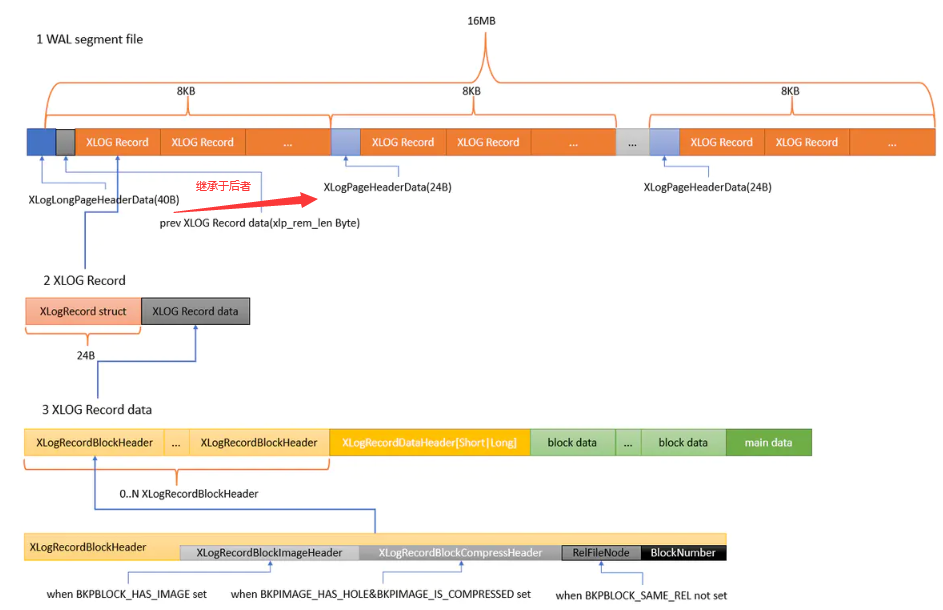 16MB
1 WAL segment file
8KB
8KB
8KB
XLOG Record
XLOG Record
...
XLOG Record
XLOG Record
...
...
XLOG Record
XLOG Record
...
继承于后者
XLogPageHeaderData(24B)
XLogPageHeaderData(24B)
XLogLongPageHeaderData(40B)
prev XLOG Record data(xlp_rem_len Byte)
2 XLOG Record
XLogRecord struct
XLOG Record data
24B
3 XLOG Record data
XLogRecordBlockHeader
...
XLogRecordBlockHeader
XLogRecordDataHeader[Short|Long]
block data
...
block data
main data
0..N XLogRecordBlockHeader
XLogRecordBlockHeader
XLogRecordBlockImageHeader
XLogRecordBlockCompressHeader
RelFileNode
BlockNumber
when BKPBLOCK_HAS_IMAGE set
when BKPIMAGE_HAS_HOLE&BKPIMAGE_IS_COMPRESSED set
when BKPBLOCK_SAME_REL not set